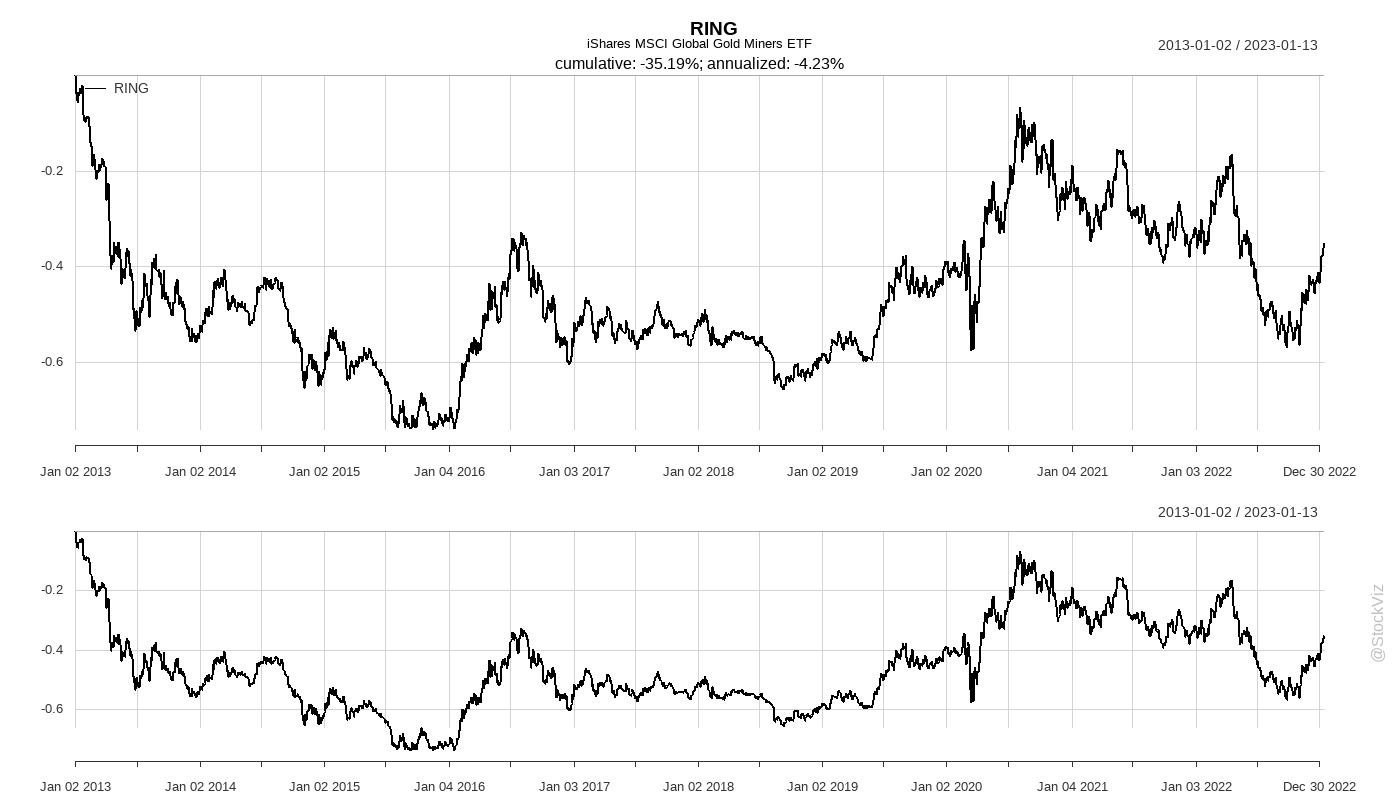 RING
iShares MSCI Global Gold Miners ETF
2013-01-02 / 2023-01-13
cumulative: -35.19%; annualized: -4.23%
RING
-0.2
-0.4
-0.6
Jan 02 2013 Jan 02 2014 Jan 02 2015 Jan 04 2016 Jan 03 2017 Jan 02 2018 Jan 02 2019 Jan 02 2020 Jan 04 2021 Jan 03 2022 Dec 30 2022
2013-01-02 / 2023-01-13
-0.2
-0.4
-0.6
@StockViz
Jan 02 2013 Jan 02 2014 Jan 02 2015 Jan 04 2016 Jan 03 2017 Jan 02 2018 Jan 02 2019 Jan 02 2020 Jan 04 2021 Jan 03 2022 Dec 30 2022